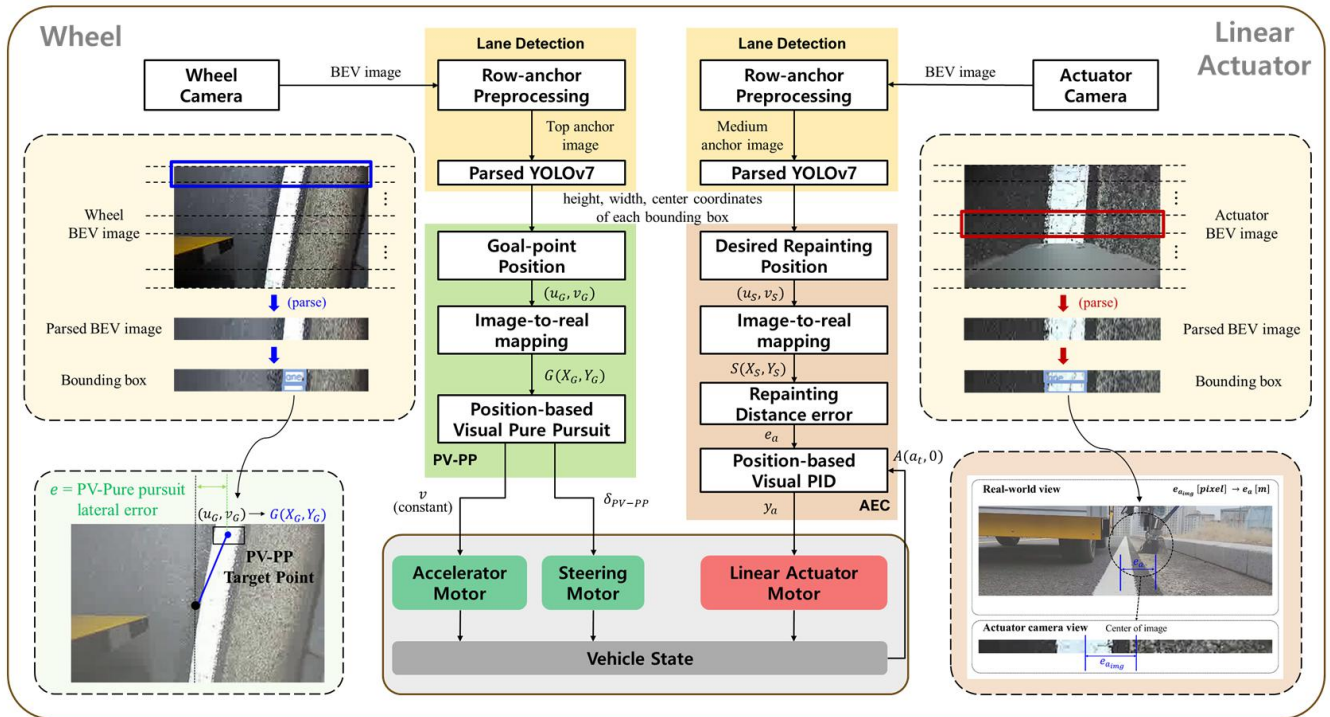 Wheel
Linear
Actuator
Lane Detection
Lane Detection
Wheel
Camera
BEV image
Row-anchor
Preprocessing
Row-anchor
Preprocessing
BEV image
Actuator
Camera
Top anchor
image
Medium
anchor image
Parsed YOLOv7
Parsed YOLOv7
height, width, center coordinates
of each bounding box
Wheel
BEV image
(parse)
Parsed BEV image
Bounding box
ane
Actuator
BEV image
(parse)
Parsed BEV image
Bounding box
Goal-point
Position
(u_G, v_G)
Image-to-real
mapping
G(X_G, Y_G)
Position-based
Visual Pure Pursuit
PV-PP
Desired Repainting
Position
(u_S, v_S)
Image-to-real
mapping
S(X_S, Y_S)
Repainting
Distance error
e_a
Position-based
Visual PID
A(a_t, 0)
AEC
v
(constant)
δ_PV−PP
y_a
Accelerator
Motor
Steering
Motor
Linear Actuator
Motor
Vehicle State
e = PV-Pure pursuit
lateral error
(u_G, v_G) → G(X_G, Y_G)
PV-PP
Target Point
Real-world view
e_a_img [pixel] → e_a [m]
e_a
Actuator camera view
Center of image
e_a_img